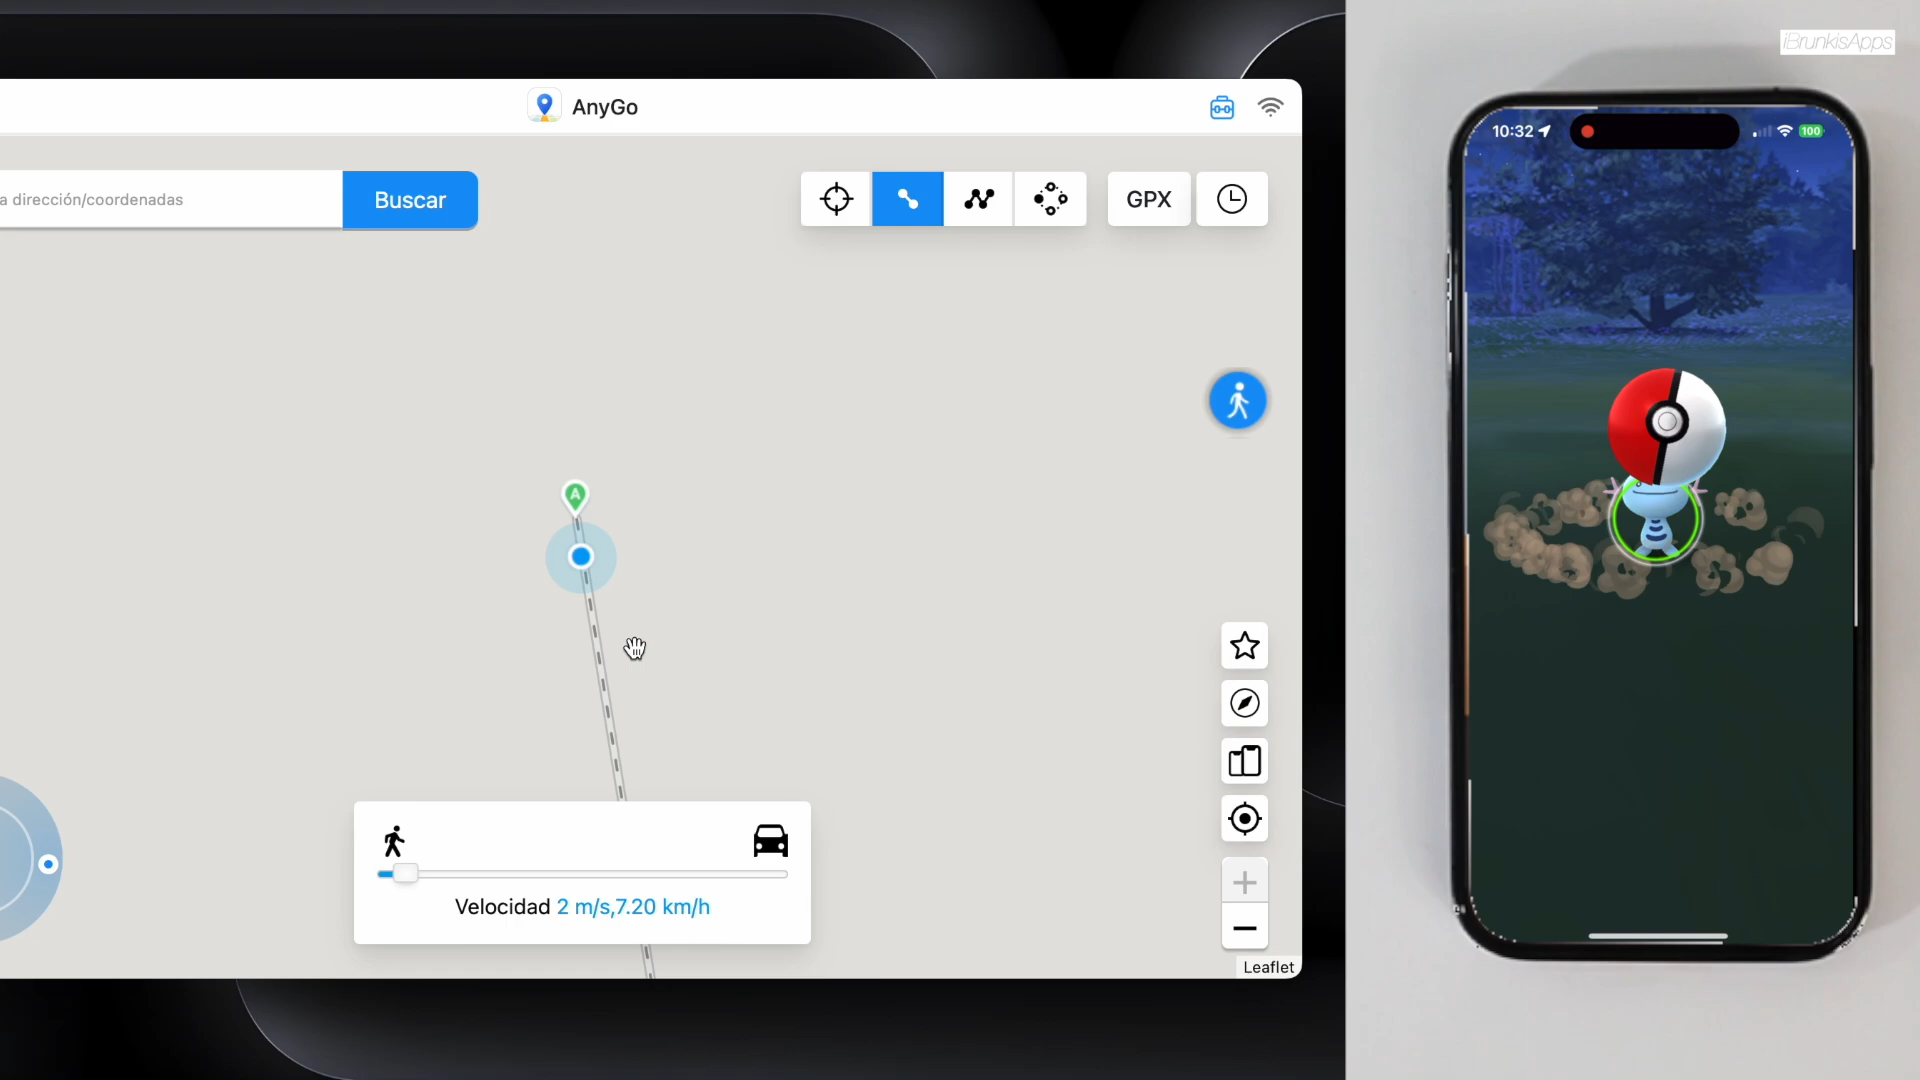 iBrunkisApps
AnyGo
a dirección/coordenadas
Buscar
GPX
10:32
100
A
Velocidad 2 m/s,7.20 km/h
Leaflet